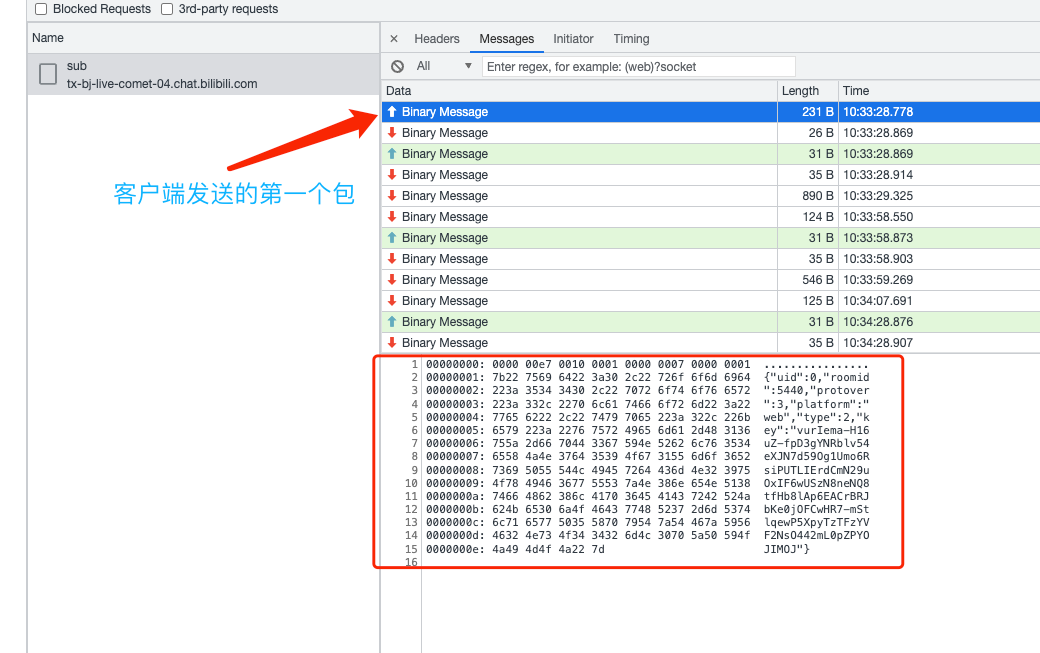 Blocked Requests 3rd-party requests
Name
× Headers Messages Initiator Timing
sub
tx-bj-live-comet-04.chat.bilibili.com
All Enter regex, for example: (web)?socket
Data Length Time
Binary Message 231 B 10:33:28.778
Binary Message 26 B 10:33:28.869
Binary Message 31 B 10:33:28.869
Binary Message 35 B 10:33:28.914
Binary Message 890 B 10:33:29.325
Binary Message 124 B 10:33:58.550
Binary Message 31 B 10:33:58.873
Binary Message 35 B 10:33:58.903
Binary Message 546 B 10:33:59.269
Binary Message 125 B 10:34:07.691
Binary Message 31 B 10:34:28.876
Binary Message 35 B 10:34:28.907
客户端发送的第一个包
1 00000000: 0000 00e7 0010 0001 0000 0007 0000 0001 ................
2 00000001: 7b22 7569 6422 3a30 2c22 726f 6f6d 6964 {"uid":0,"roomid
3 00000002: 223a 3534 3430 2c22 7072 6f74 6f76 6572 ":5440,"protover
4 00000003: 223a 332c 2270 6c61 7466 6f72 6d22 3a22 ":3,"platform":"
5 00000004: 7765 6222 2c22 7479 7065 223a 322c 226b web","type":2,"k
6 00000005: 6579 223a 2276 7572 4965 6d61 2d48 3136 ey":"vurIema-H16
7 00000006: 755a 2d66 7044 3367 594e 5262 6c76 3534 uZ-fpD3gYNRblv54
8 00000007: 6558 4a4e 3764 3539 4f67 3155 6d6f 3652 eXJN7d59Og1Umo6R
9 00000008: 7369 5055 544c 4945 7264 436d 4e32 3975 siPUTLIErdCmN29u
10 00000009: 4f78 4946 3677 5553 7a4e 386e 654e 5138 OxIF6wUSzN8neNQ8
11 0000000a: 7466 4862 386c 4170 3645 4143 7242 524a tfHb8lAp6EACrBRJ
12 0000000b: 624b 6530 6a4f 4643 7748 5237 2d6d 5374 bKe0jOFCwHR7-mSt
13 0000000c: 6c71 6577 5035 5870 7954 7a54 467a 5956 lqewP5XpyTzTFzYV
14 0000000d: 4632 4e73 4f34 3432 6d4c 3070 5a50 594f F2NsO442mL0pZPYO
15 0000000e: 4a49 4d4f 4a22 7d JIMOJ"}
16